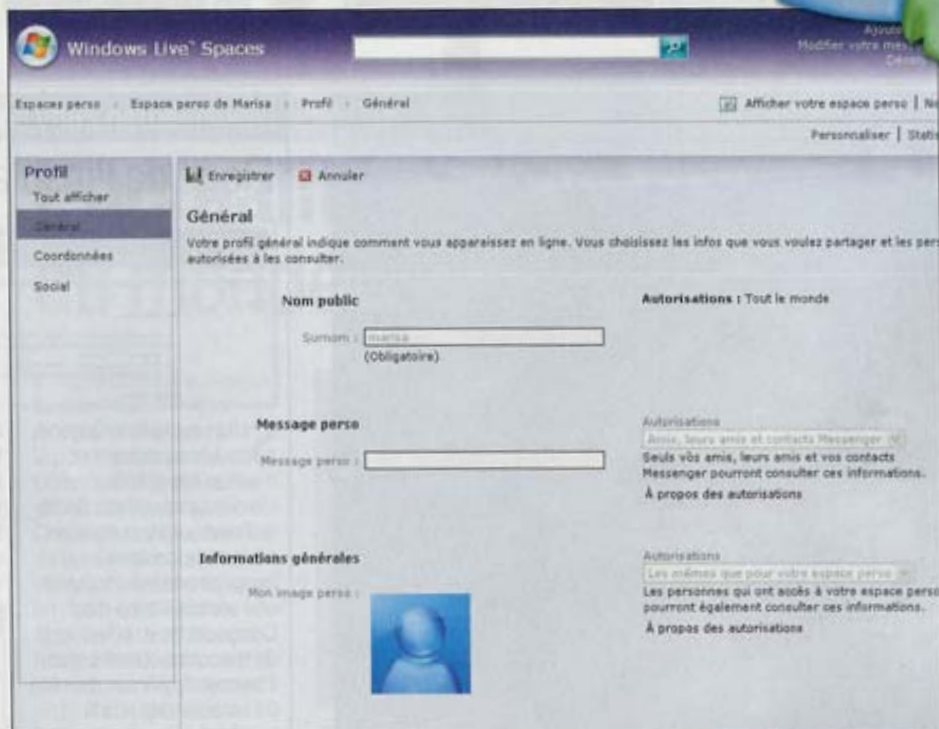 Windows Live™ Spaces
Ajoute
Modifier votre mes
Espaces perso › Espace perso de Marisa › Profil › Général
Afficher votre espace perso |
Personnaliser | Statis
Profil
Tout afficher
Général
Coordonnées
Social
Enregistrer
Annuler
Général
Votre profil général indique comment vous apparaissez en ligne. Vous choisissez les infos que vous voulez partager et les pers
autorisées à les consulter.
Nom public
Autorisations : Tout le monde
Surnom : marisa
(Obligatoire)
Message perso
Autorisations
Amis, leurs amis et contacts Messenger
Message perso :
Seuls vos amis, leurs amis et vos contacts
Messenger pourront consulter ces informations.
À propos des autorisations
Informations générales
Autorisations
Les mêmes que pour votre espace perso
Mon image perso :
Les personnes qui ont accès à votre espace perso
pourront également consulter ces informations.
À propos des autorisations